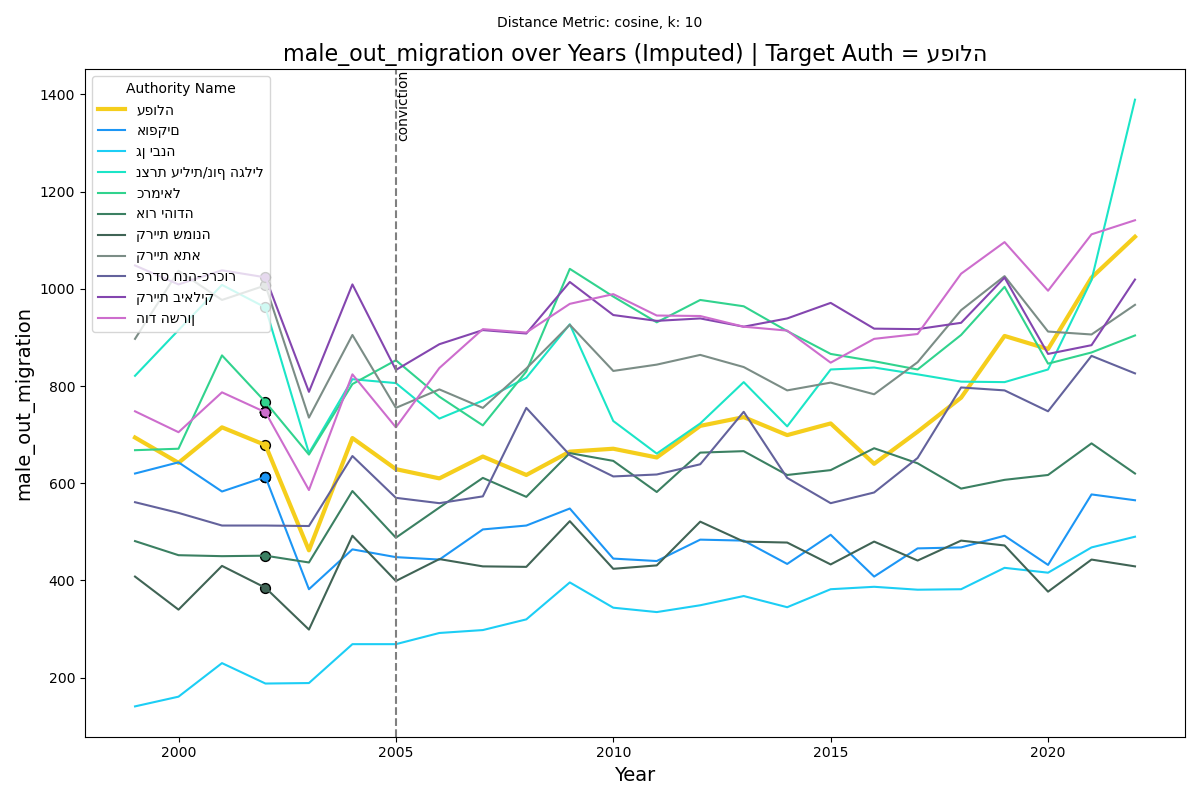 Distance Metric: cosine, k: 10
male_out_migration over Years (Imputed) | Target Auth = עפולה
Authority Name
עפולה
אופקים
גן יבנה
נצרת עילית/נוף הגליל
כרמיאל
אור יהודה
קריית שמונה
קריית אתא
פרדס חנה-כרכור
קריית ביאליק
הוד השרון
conviction
male_out_migration
1400
1200
1000
800
600
400
200
2000
2005
2010
2015
2020
Year